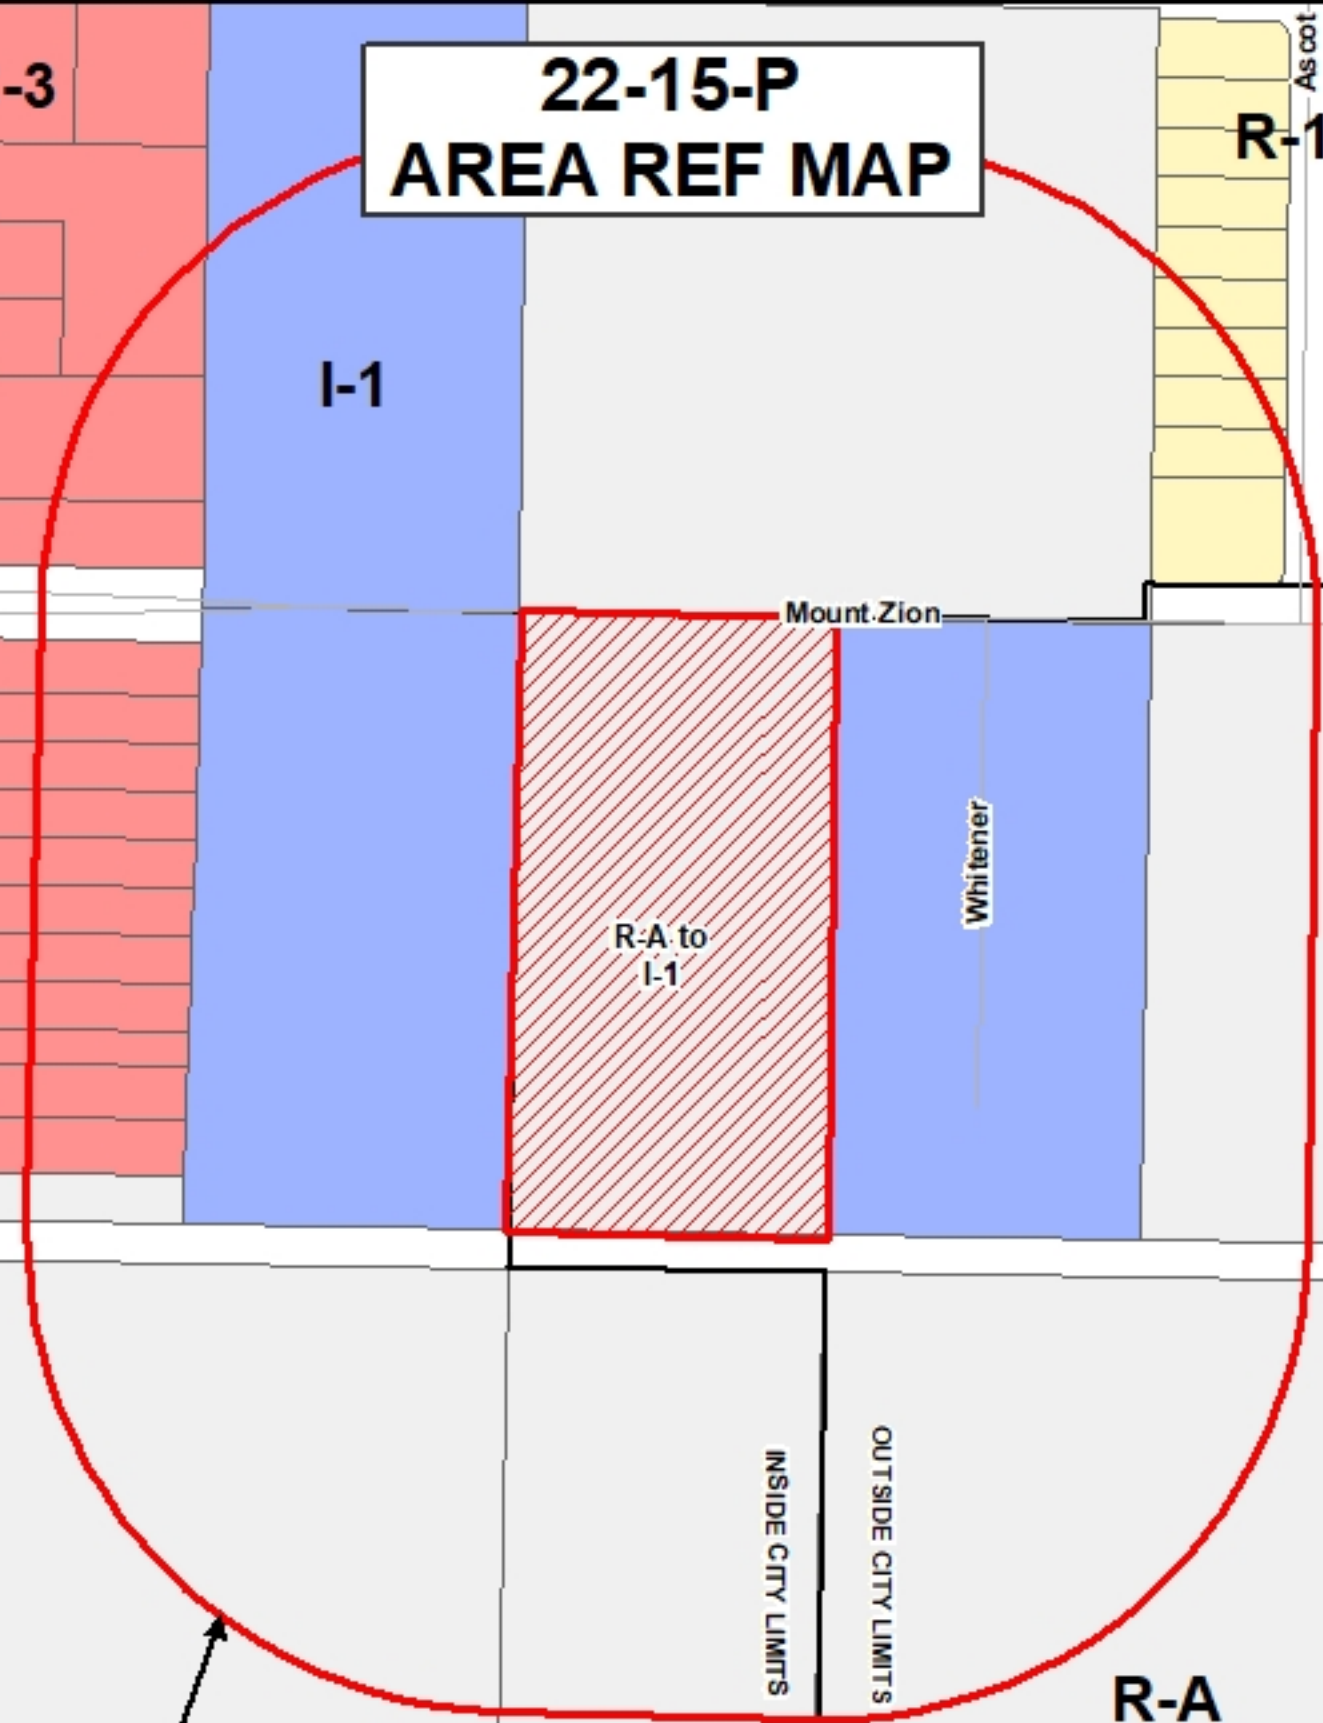 22-15-P
AREA REF MAP
Ascot
-3
R-1
I-1
Mount Zion
Whitener
R-A to
I-1
INSIDE CITY LIMITS
OUTSIDE CITY LIMITS
R-A